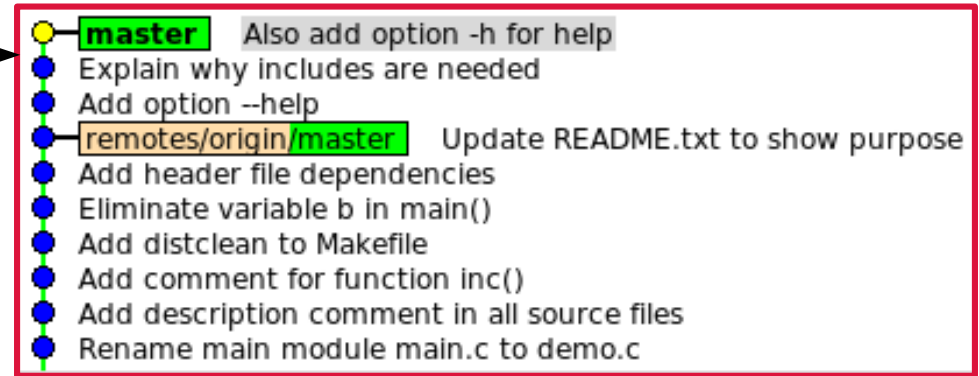 master Also add option -h for help
Explain why includes are needed
Add option --help
remotes/origin/master Update README.txt to show purpose
Add header file dependencies
Eliminate variable b in main()
Add distclean to Makefile
Add comment for function inc()
Add description comment in all source files
Rename main module main.c to demo.c